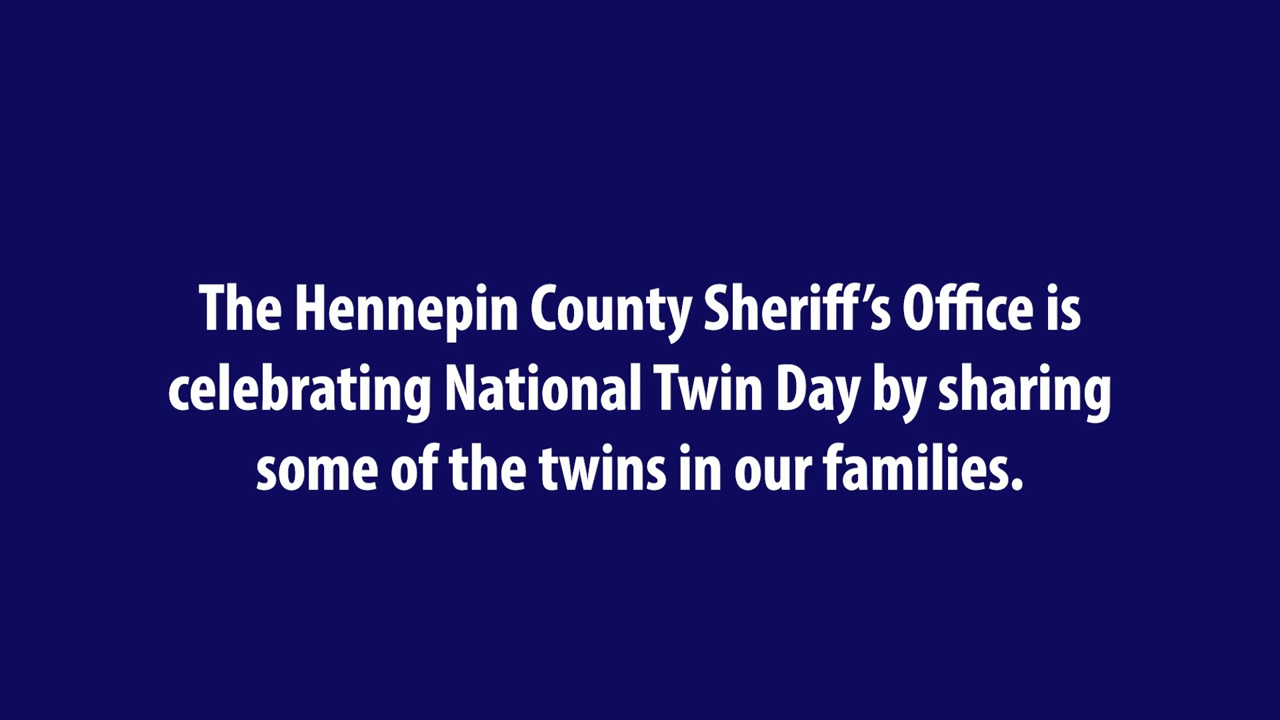 The Hennepin County Sheriff’s Office is
celebrating National Twin Day by sharing
some of the twins in our families.